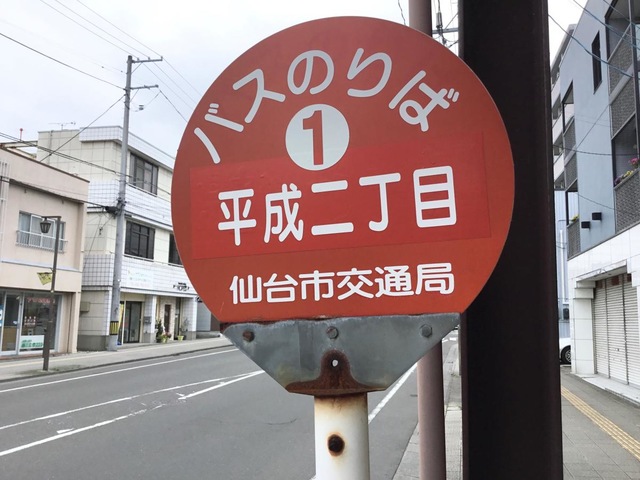 バスのりば
1
平成二丁目
仙台市交通局